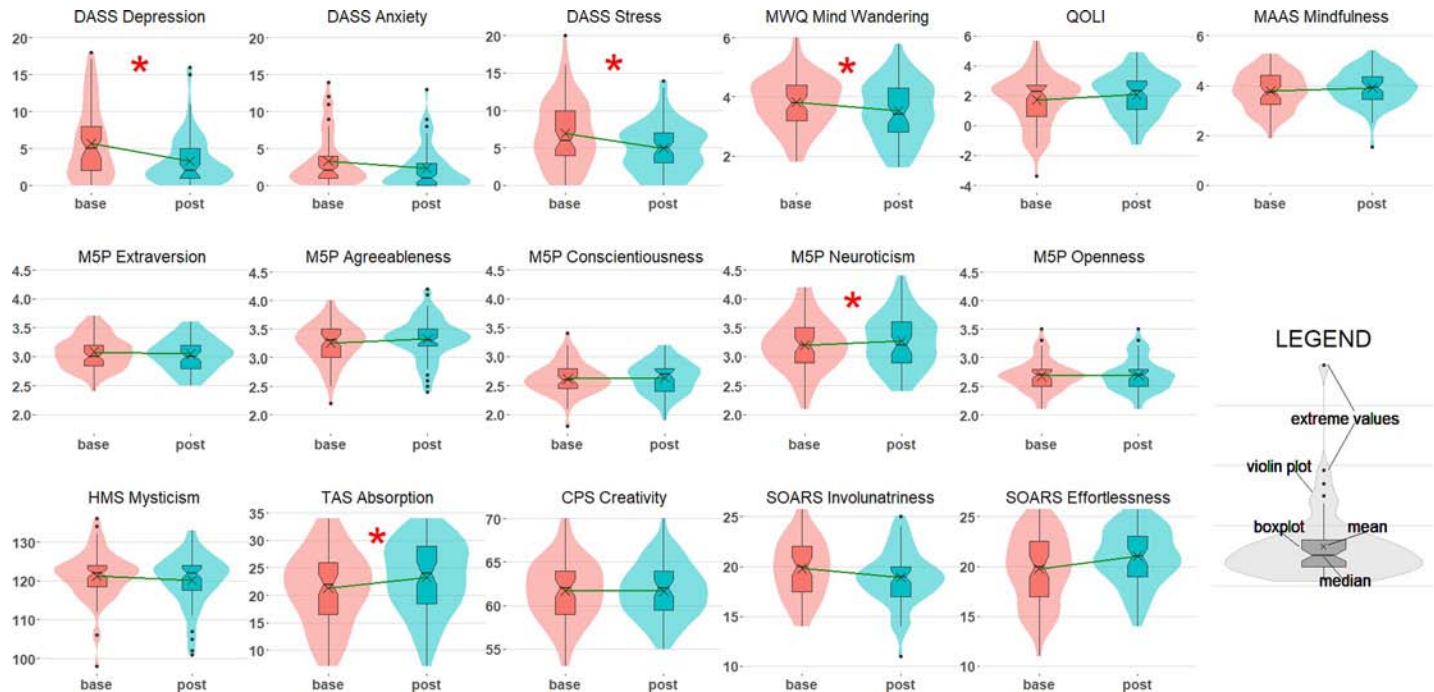 DASS Depression DASS Anxiety DASS Stress MWQ Mind Wandering QOLI MAAS Mindfulness
20 20 20 6 6 6
* * *
15 15 15 4
4 4
10 10 10 2
0 2
5 5 5 2 -2
0 0 0 -4 0
base post base post base post base post base post base post
M5P Extraversion M5P Agreeableness M5P Conscientiousness M5P Neuroticism M5P Openness
4.5 4.5 4.5 4.5 4.5
4.0 4.0 4.0 4.0 * 4.0
3.5 3.5 3.5 3.5 3.5
3.0 3.0 3.0 3.0 3.0
2.5 2.5 2.5 2.5 2.5
2.0 2.0 2.0 2.0 2.0
base post base post base post base post base post
LEGEND
extreme values
violin plot
boxplot mean
median
HMS Mysticism TAS Absorption CPS Creativity SOARS Involunatriness SOARS Effortlessness
35 70 25 25
130 30 *
25 65 20 20
120 20
15 60 15 15
110 10 55
100 5 10 10
base post base post base post base post base post